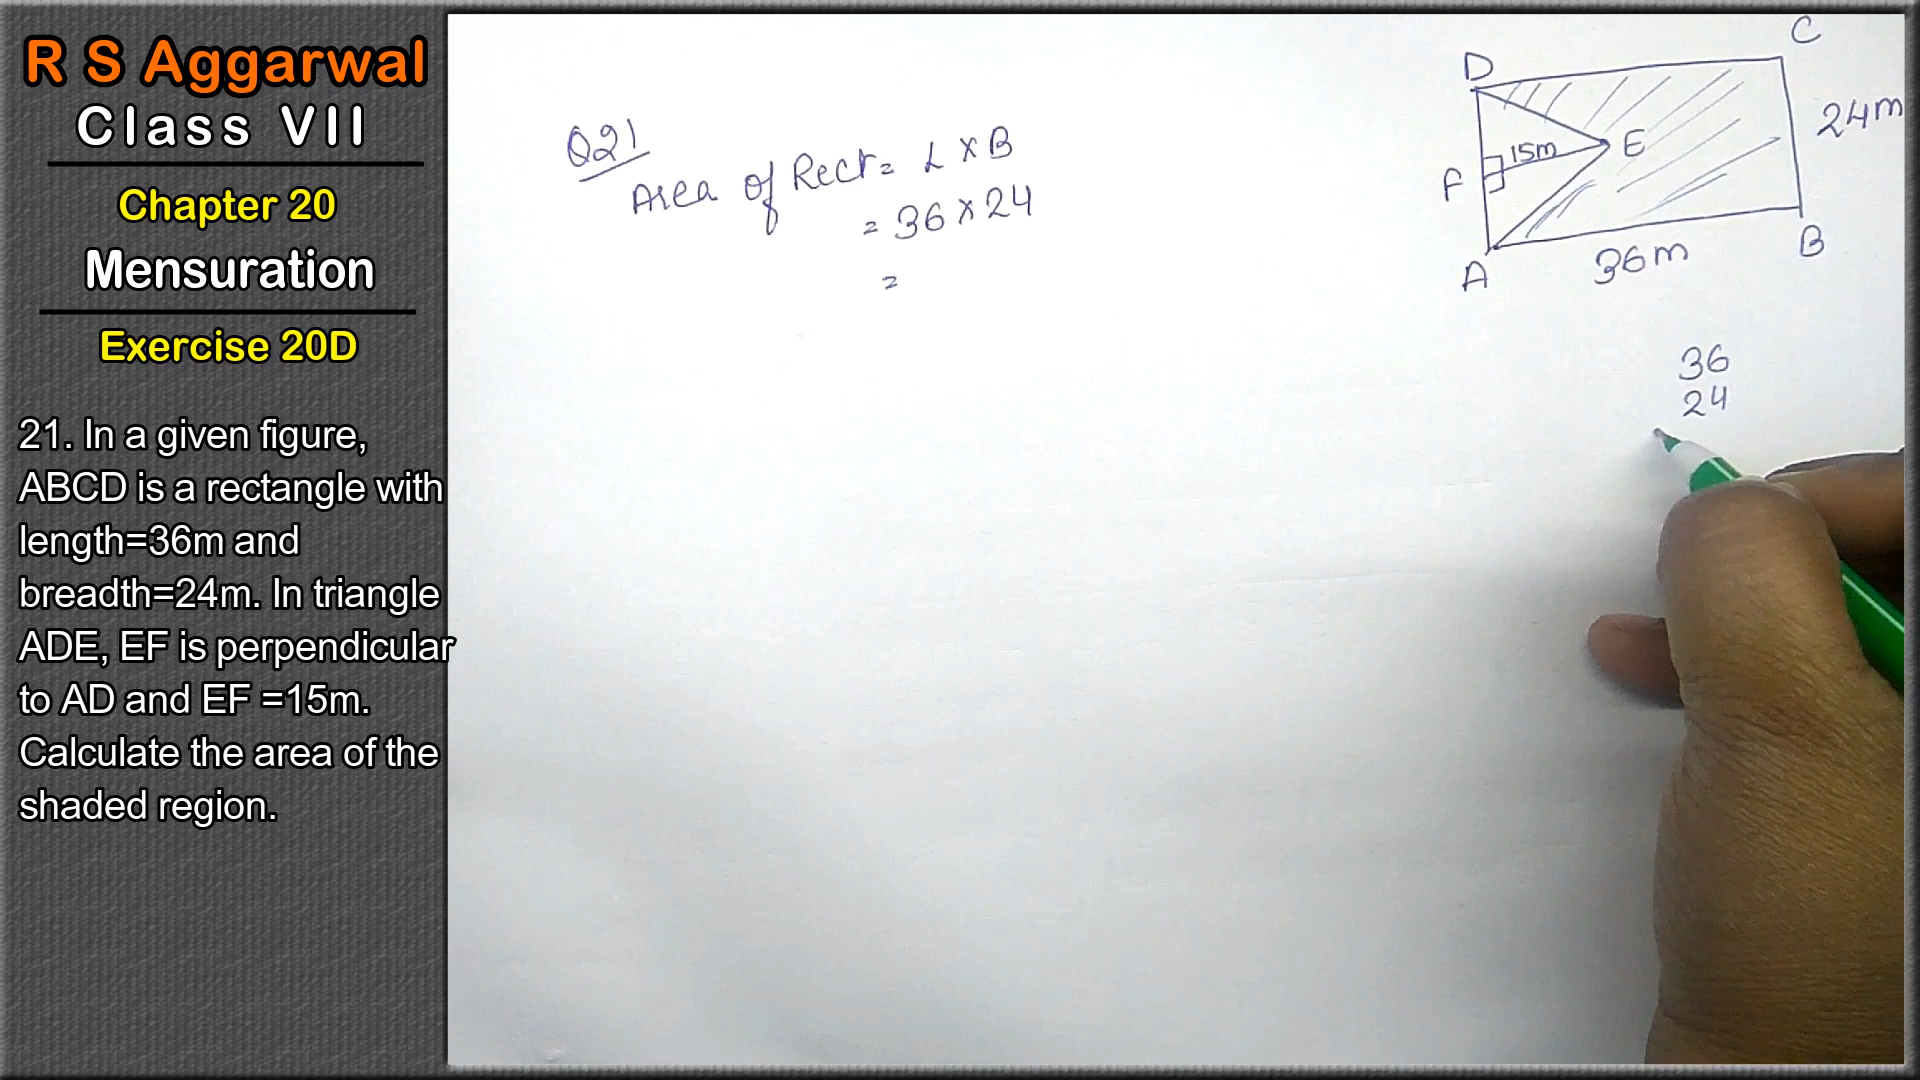 R S Aggarwal
Class VII
Chapter 20
Mensuration
Exercise 20D
21. In a given figure,
ABCD is a rectangle with
length=36m and
breadth=24m. In triangle
ADE, EF is perpendicular
to AD and EF =15m.
Calculate the area of the
shaded region.
Q21
Area of Rect = L × B
= 36 × 24
=
C
D
24m
15m E
F
A
36m
B
36
24